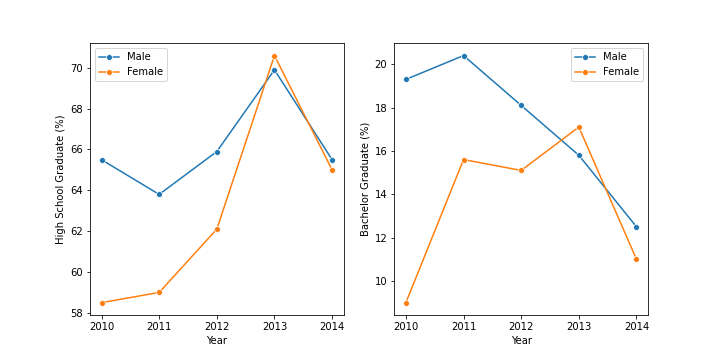 High School Graduate (%)
70
68
66
64
62
60
58
Male
Female
2010 2011 2012 2013 2014
Year
Bachelor Graduate (%)
20
18
16
14
12
10
Male
Female
2010 2011 2012 2013 2014
Year